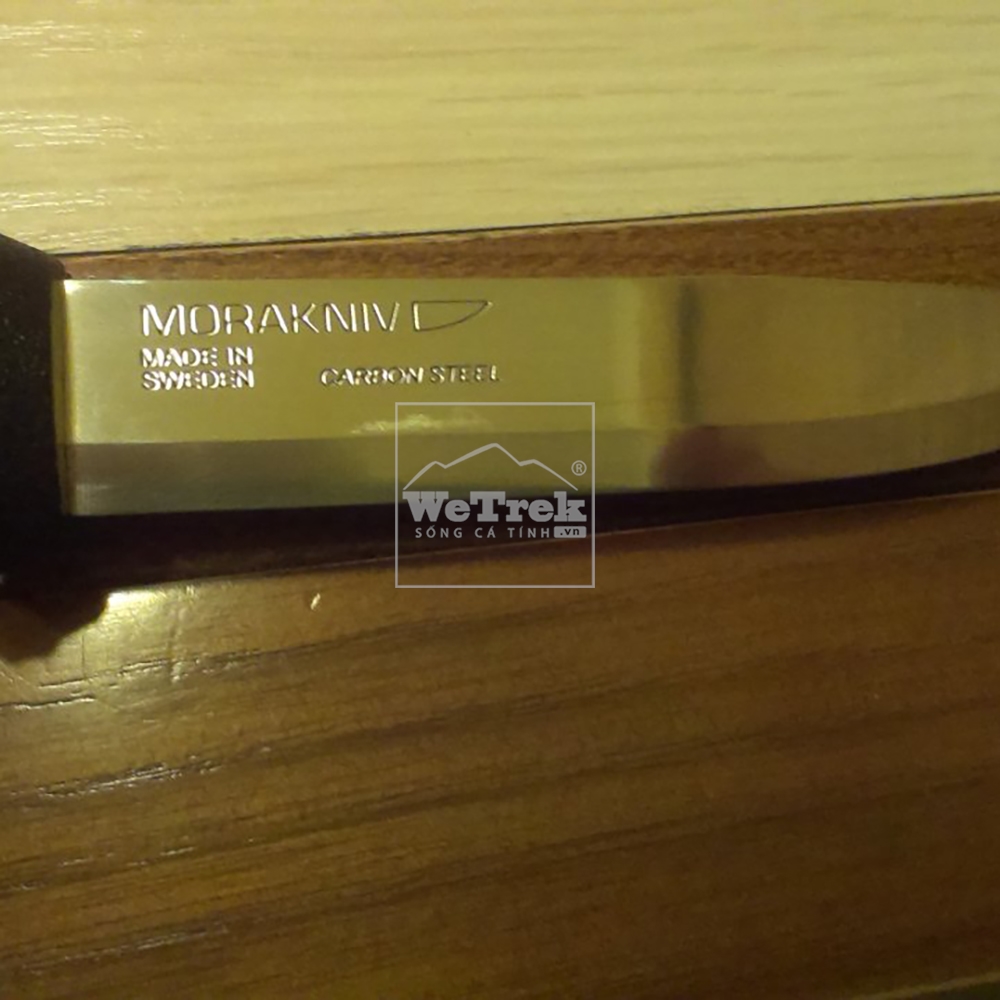 MORAKNIV
MADE IN
SWEDEN
CARBON STEEL
WeTrek ®
SỐNG CÁ TÍNH .vn